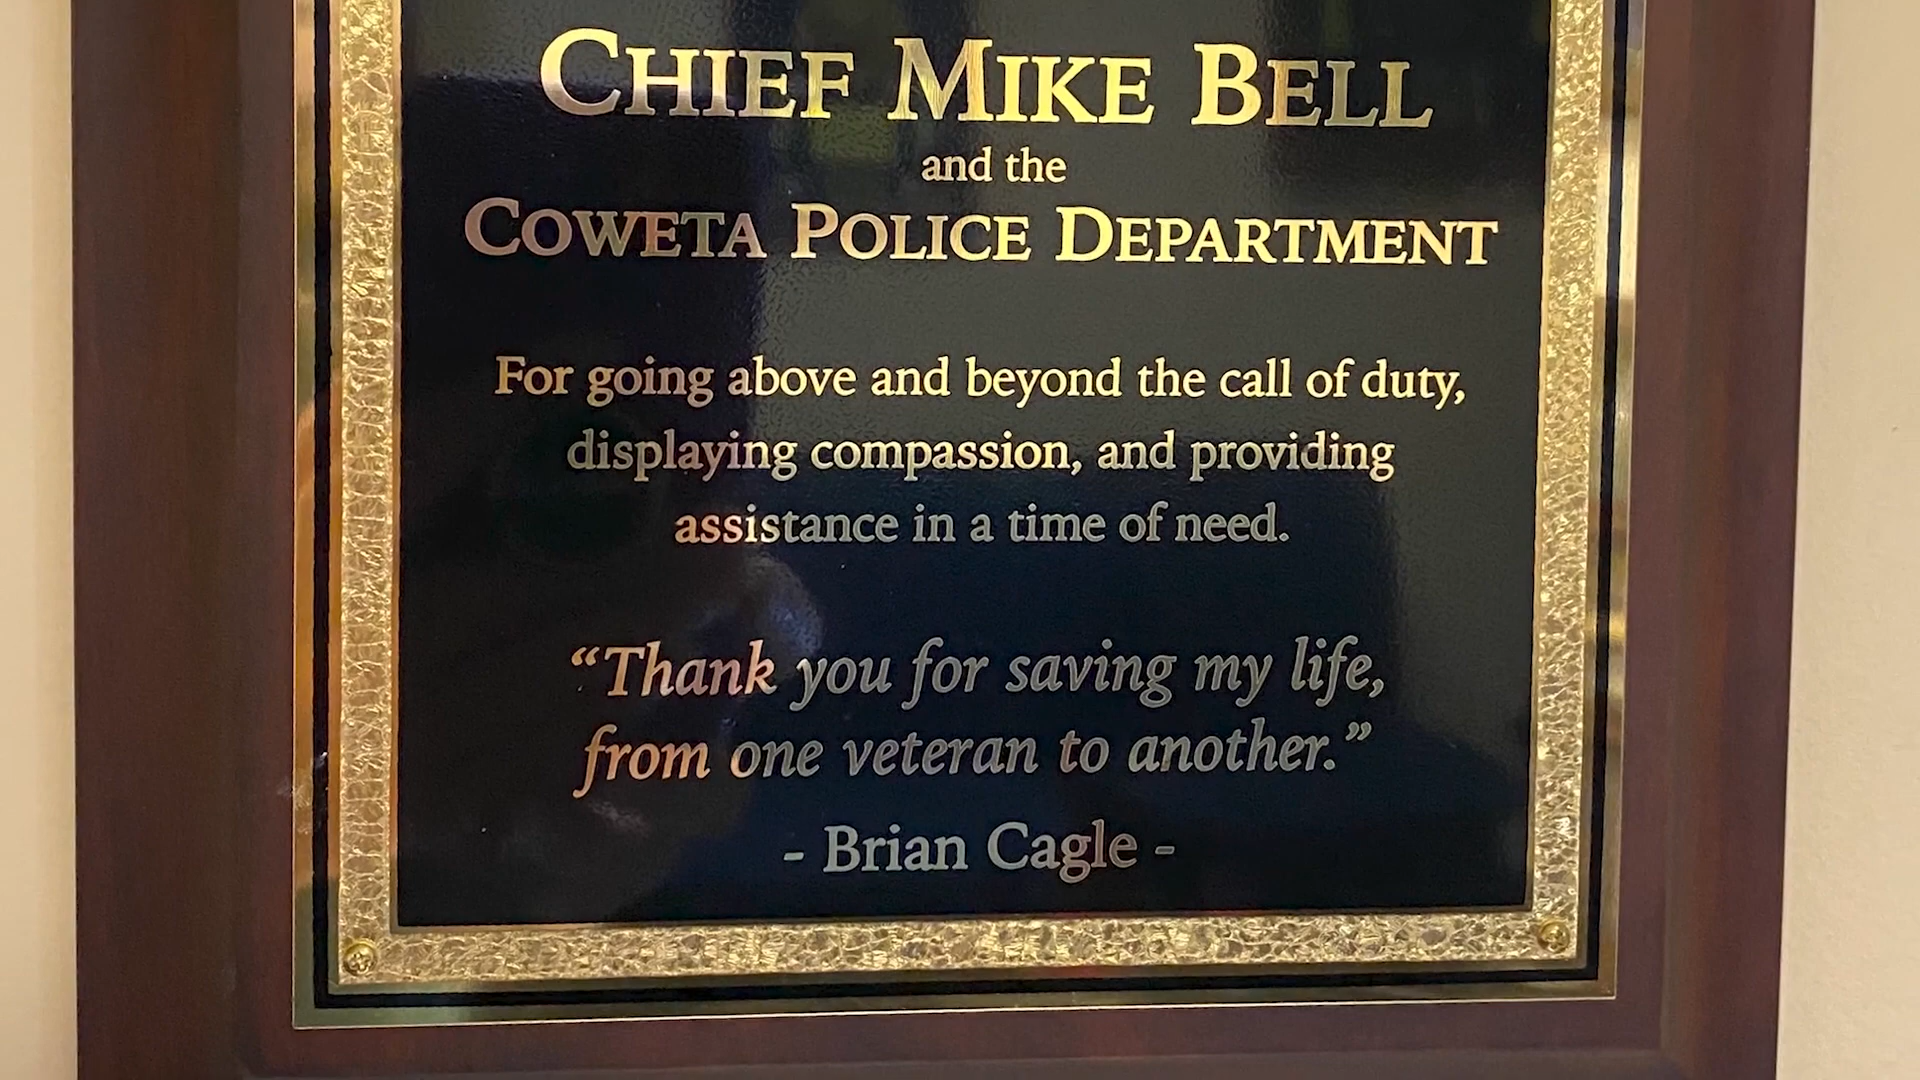 CHIEF MIKE BELL
and the
COWETA POLICE DEPARTMENT
For going above and beyond the call of duty,
displaying compassion, and providing
assistance in a time of need.
“Thank you for saving my life,
from one veteran to another.”
- Brian Cagle -